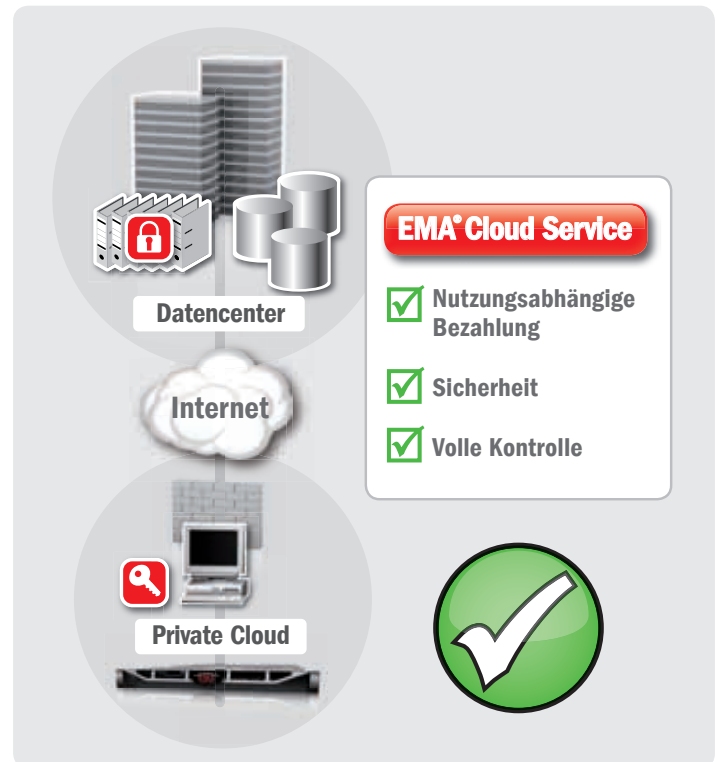 Datencenter
Internet
Private Cloud
EMA® Cloud Service
Nutzungsabhängige
Bezahlung
Sicherheit
Volle Kontrolle